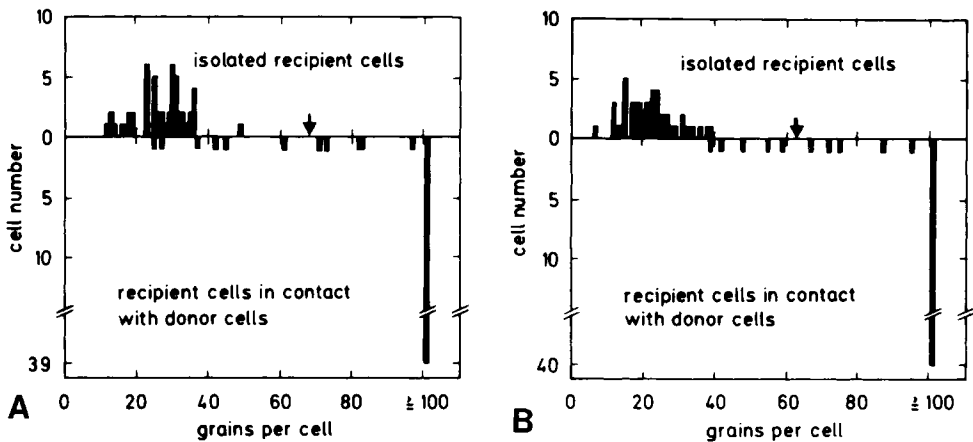 10
5
0
5
10
39
cell number
isolated recipient cells
recipient cells in contact
with donor cells
0 20 40 60 80 ≥ 100
grains per cell
A
10
5
0
5
10
40
cell number
isolated recipient cells
recipient cells in contact
with donor cells
0 20 40 60 80 ≥ 100
grains per cell
B